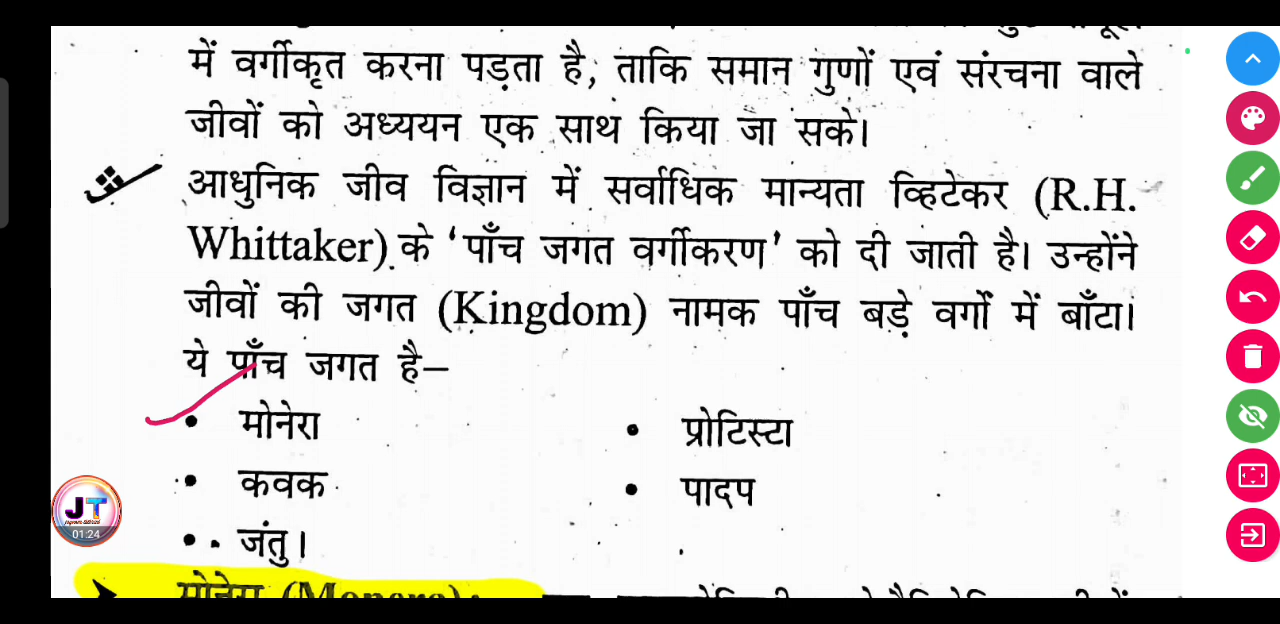 में वर्गीकृत करना पड़ता है, ताकि समान गुणों एवं संरचना वाले
जीवों को अध्ययन एक साथ किया जा सके।
आधुनिक जीव विज्ञान में सर्वाधिक मान्यता व्हिटेकर (R.H.
Whittaker) के 'पाँच जगत वर्गीकरण' को दी जाती है। उन्होंने
जीवों की जगत (Kingdom) नामक पाँच बड़े वर्गों में बाँटा।
ये पाँच जगत है–
• मोनेरा • प्रोटिस्टा
• कवक • पादप
• जंतु।
मोनेरा (Monera):
JT
01:24